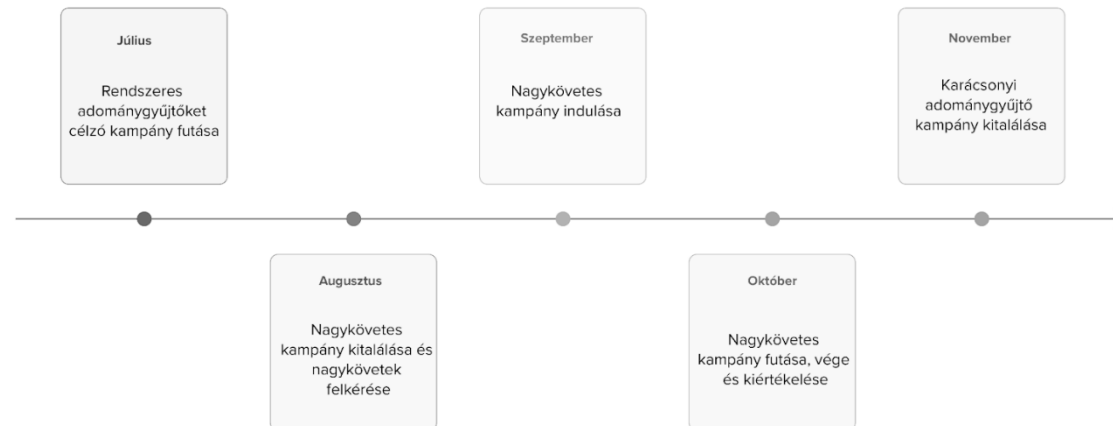 Július
Rendszeres
adománygyűjtőket
célzó kampány futása
Augusztus
Nagykövetes
kampány kitalálása és
nagykövetek
felkérése
Szeptember
Nagykövetes
kampány indulása
Október
Nagykövetes
kampány futása, vége
és kiértékelése
November
Karácsonyi
adománygyűjtő
kampány kitalálása